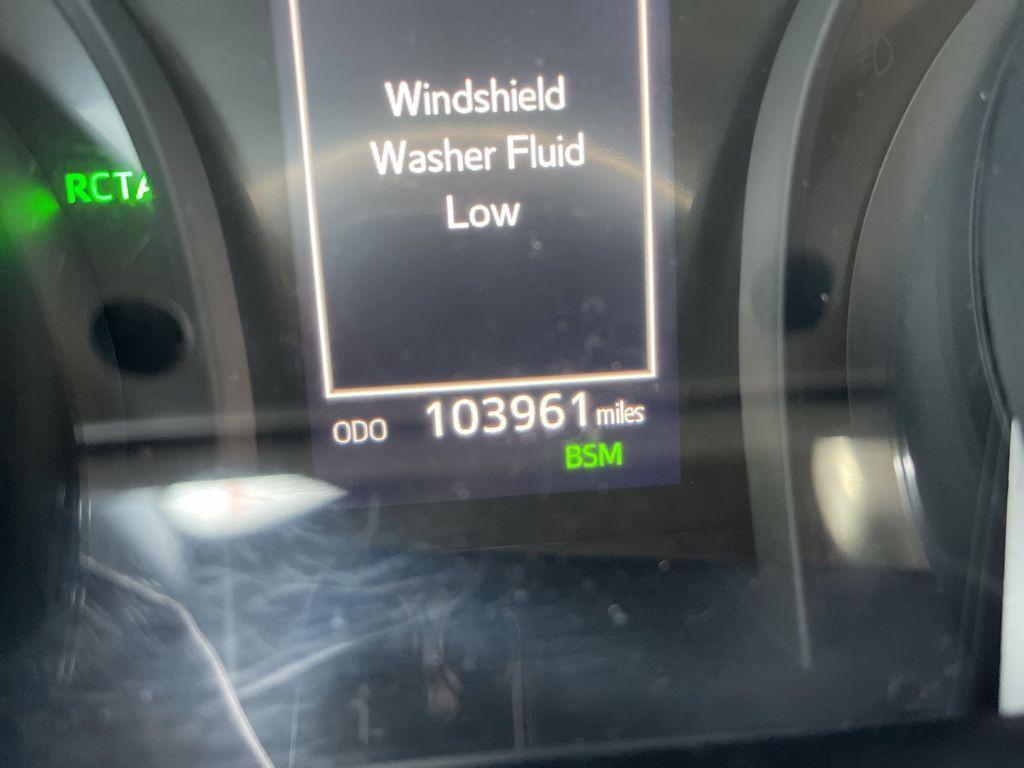 Windshield
Washer Fluid
Low
RCTA
ODO 103961 miles
BSM